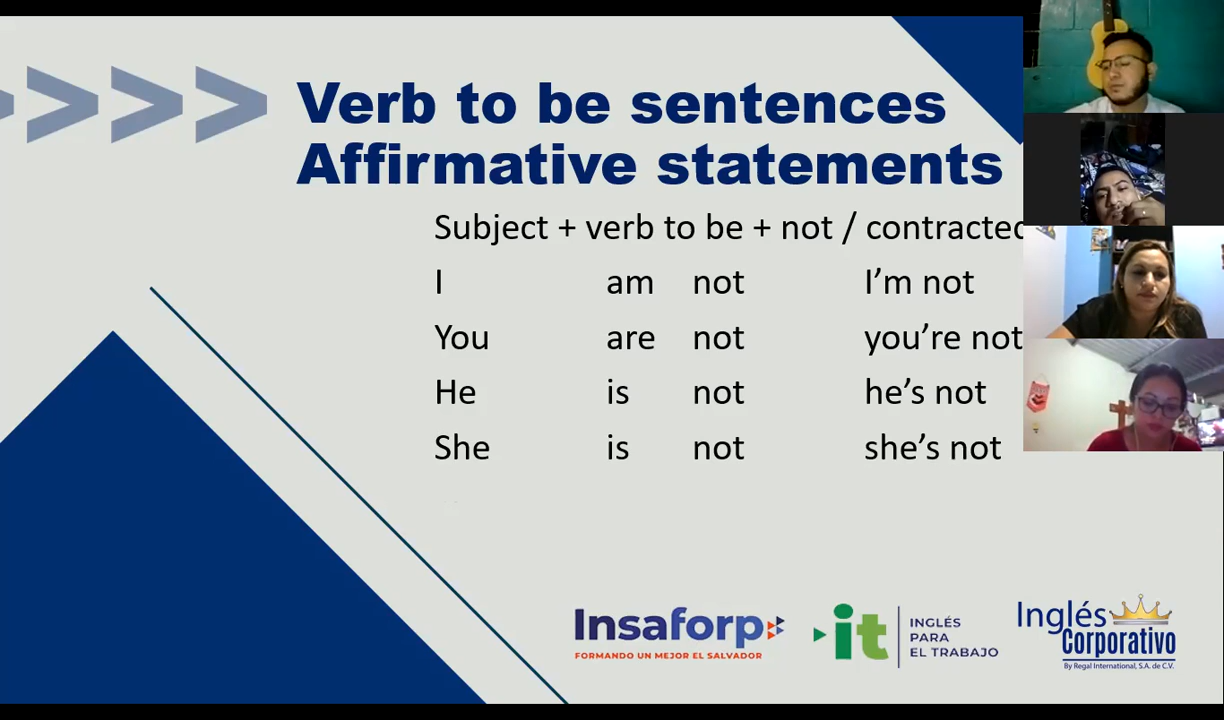 Verb to be sentences
Affirmative statements
Subject + verb to be + not / contracted
I am not I’m not
You are not you’re not
He is not he’s not
She is not she’s not
Insaforp
FORMANDO UN MEJOR EL SALVADOR
it
INGLÉS
PARA
EL TRABAJO
Inglés
Corporativo
By Regal International, S.A. de C.V.